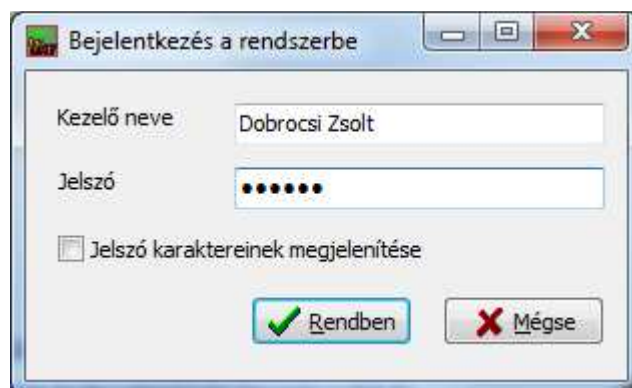 Bejelentkezés a rendszerbe
Kezelő neve Dobrocsi Zsolt
Jelszó ●●●●●●
Jelszó karaktereinek megjelenítése
Rendben Mégse